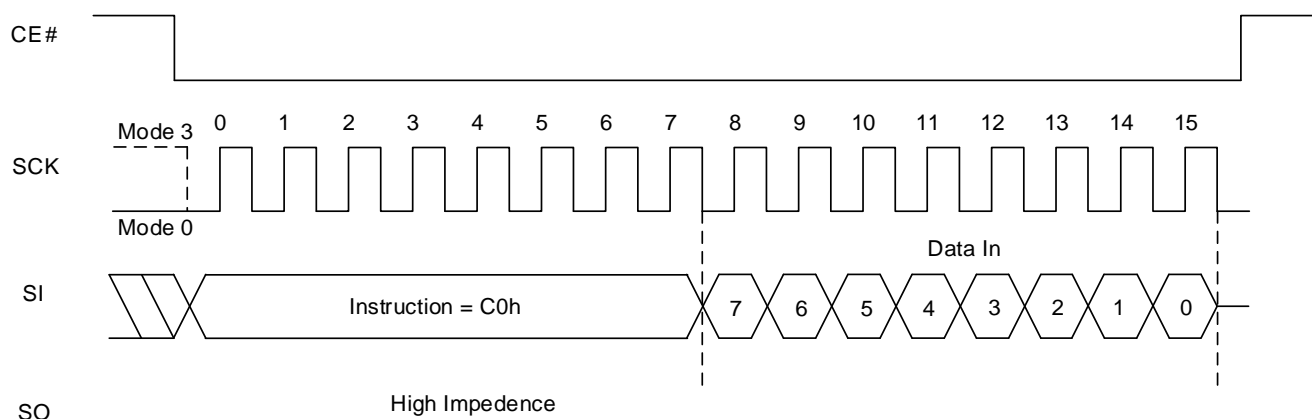 CE#
0 1 2 3 4 5 6 7 8 9 10 11 12 13 14 15
Mode 3
SCK
Mode 0
Data In
SI
Instruction = C0h
7 6 5 4 3 2 1 0
High Impedence
SO